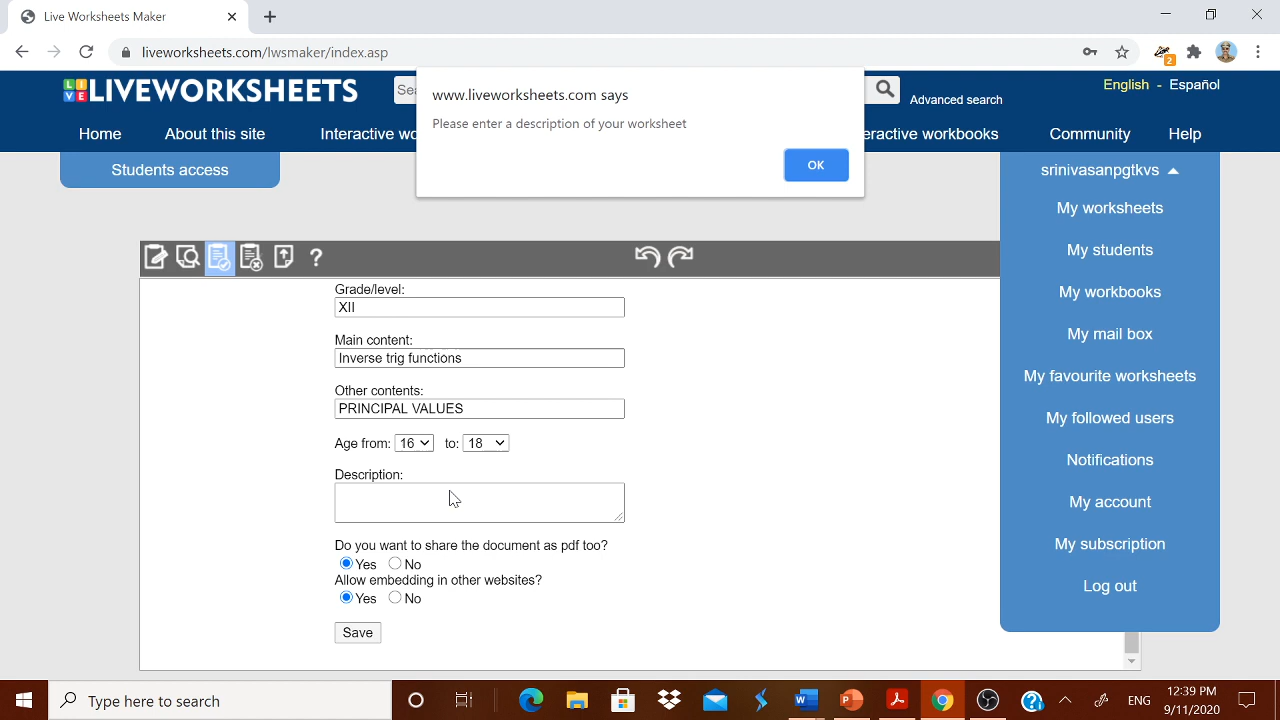 Live Worksheets Maker
liveworksheets.com/lwsmaker/index.asp
2
LIVE LIVEWORKSHEETS
Sea
Advanced search
English - Español
Home
About this site
Interactive wo
eractive workbooks
Community
Help
www.liveworksheets.com says
Please enter a description of your worksheet
OK
Students access
srinivasanpgtkvs
My worksheets
My students
My workbooks
My mail box
My favourite worksheets
My followed users
Notifications
My account
My subscription
Log out
?
Grade/level:
XII
Main content:
Inverse trig functions
Other contents:
PRINCIPAL VALUES
Age from: 16 to: 18
Description:
Do you want to share the document as pdf too?
Yes No
Allow embedding in other websites?
Yes No
Save
Type here to search
ENG
12:39 PM
9/11/2020